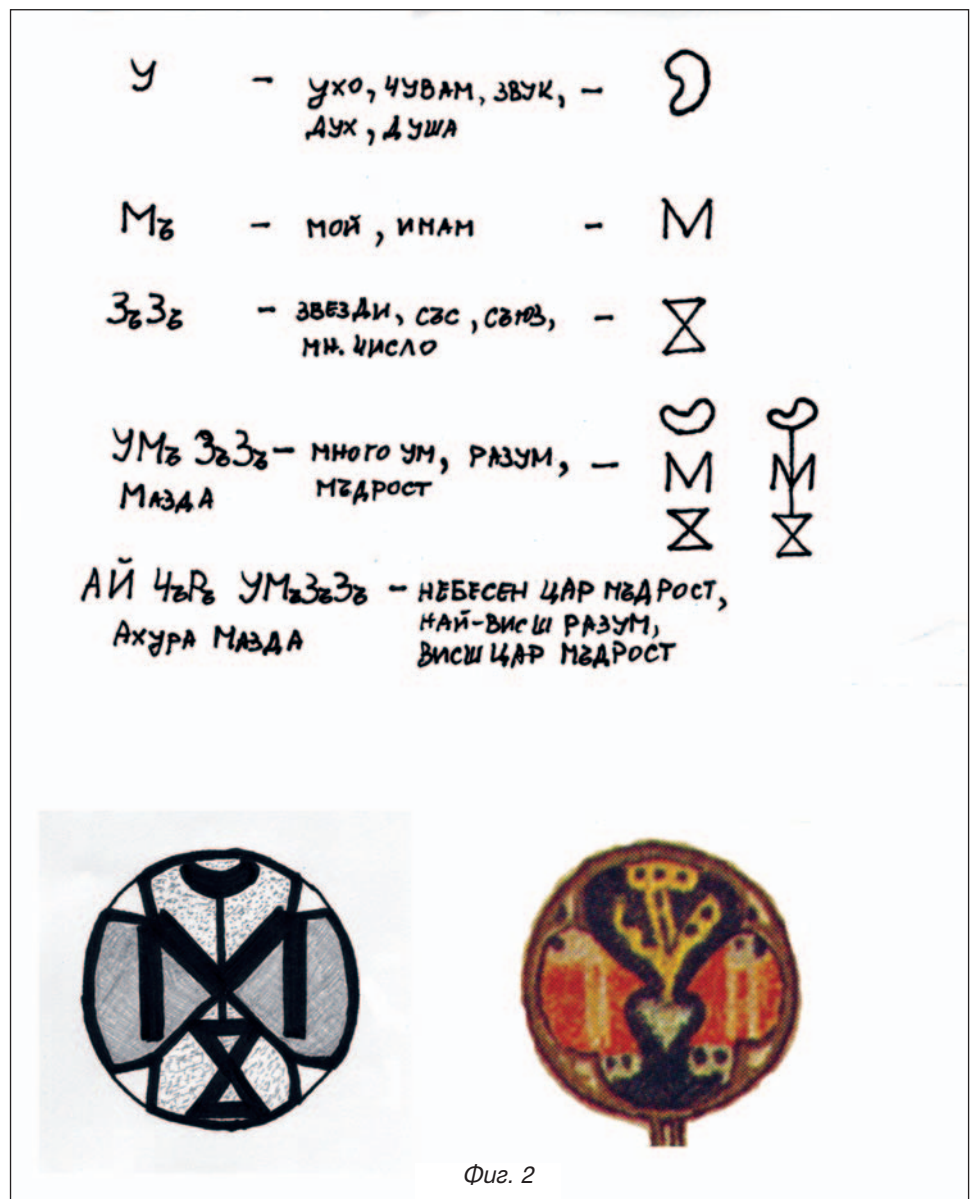 У – ухо, чувам, звук, –
дух, душа
Мъ – мой, имам – М
ЗъЗъ – звезди, със, съюз, –
мн. число
УМъ ЗъЗъ – много ум, разум, – М М
Мазда мъдрост
АЙ ЧъРъ УМъЗъЗъ – небесен цар мъдрост,
Ахура Мазда най-висш разум,
висш цар мъдрост
Фиг. 2